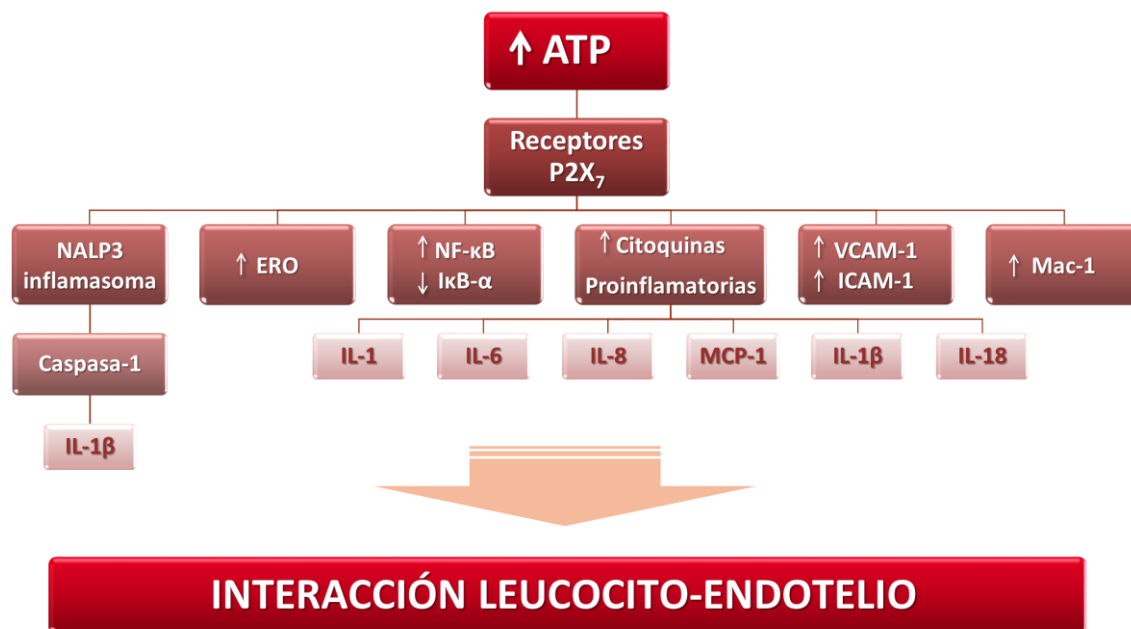 ↑ ATP
Receptores
P2X₇
NALP3
inflamasoma
↑ ERO
↑ NF-κB
↓ IκB-α
↑ Citoquinas
Proinflamatorias
↑ VCAM-1
↑ ICAM-1
↑ Mac-1
Caspasa-1
IL-1β
IL-1
IL-6
IL-8
MCP-1
IL-1β
IL-18
INTERACCIÓN LEUCOCITO-ENDOTELIO